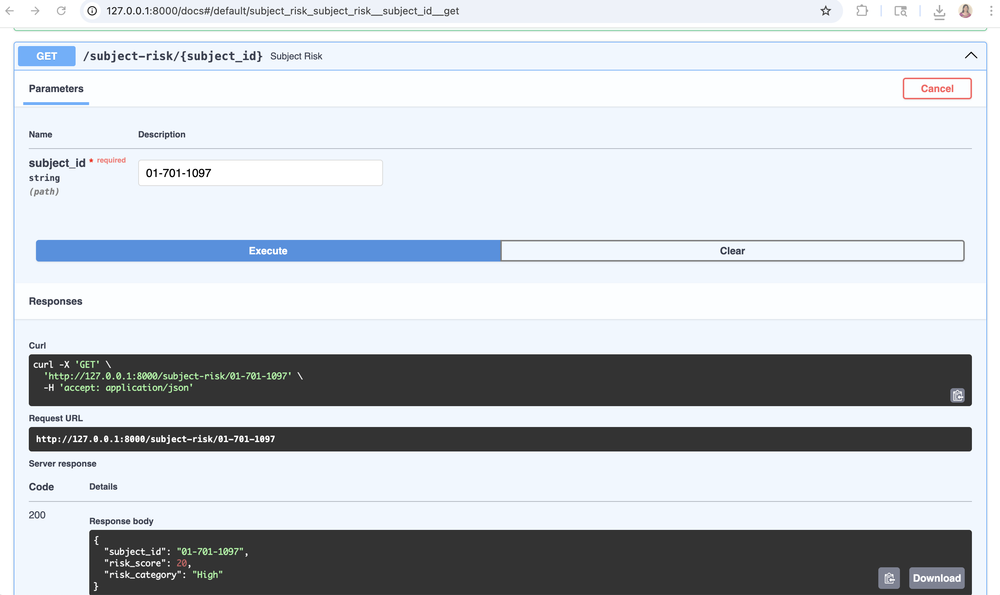 127.0.0.1:8000/docs#/default/subject_risk_subject_risk__subject_id__get
GET /subject-risk/{subject_id} Subject Risk
Parameters Cancel
Name Description
subject_id * required
string
(path)
01-701-1097
Execute Clear
Responses
Curl
curl -X 'GET' \
  'http://127.0.0.1:8000/subject-risk/01-701-1097' \
  -H 'accept: application/json'
Request URL
http://127.0.0.1:8000/subject-risk/01-701-1097
Server response
Code Details
200
Response body
{
  "subject_id": "01-701-1097",
  "risk_score": 20,
  "risk_category": "High"
}
Download